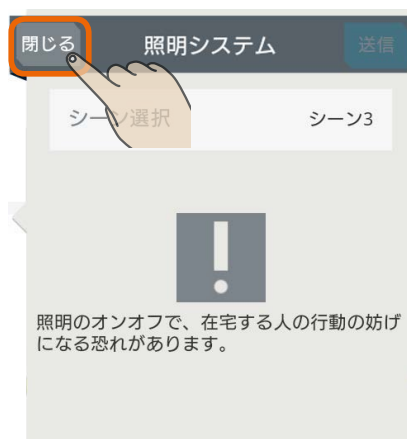 閉じる 照明システム 送信
シーン選択 シーン3
照明のオンオフで、在宅する人の行動の妨げ
になる恐れがあります。